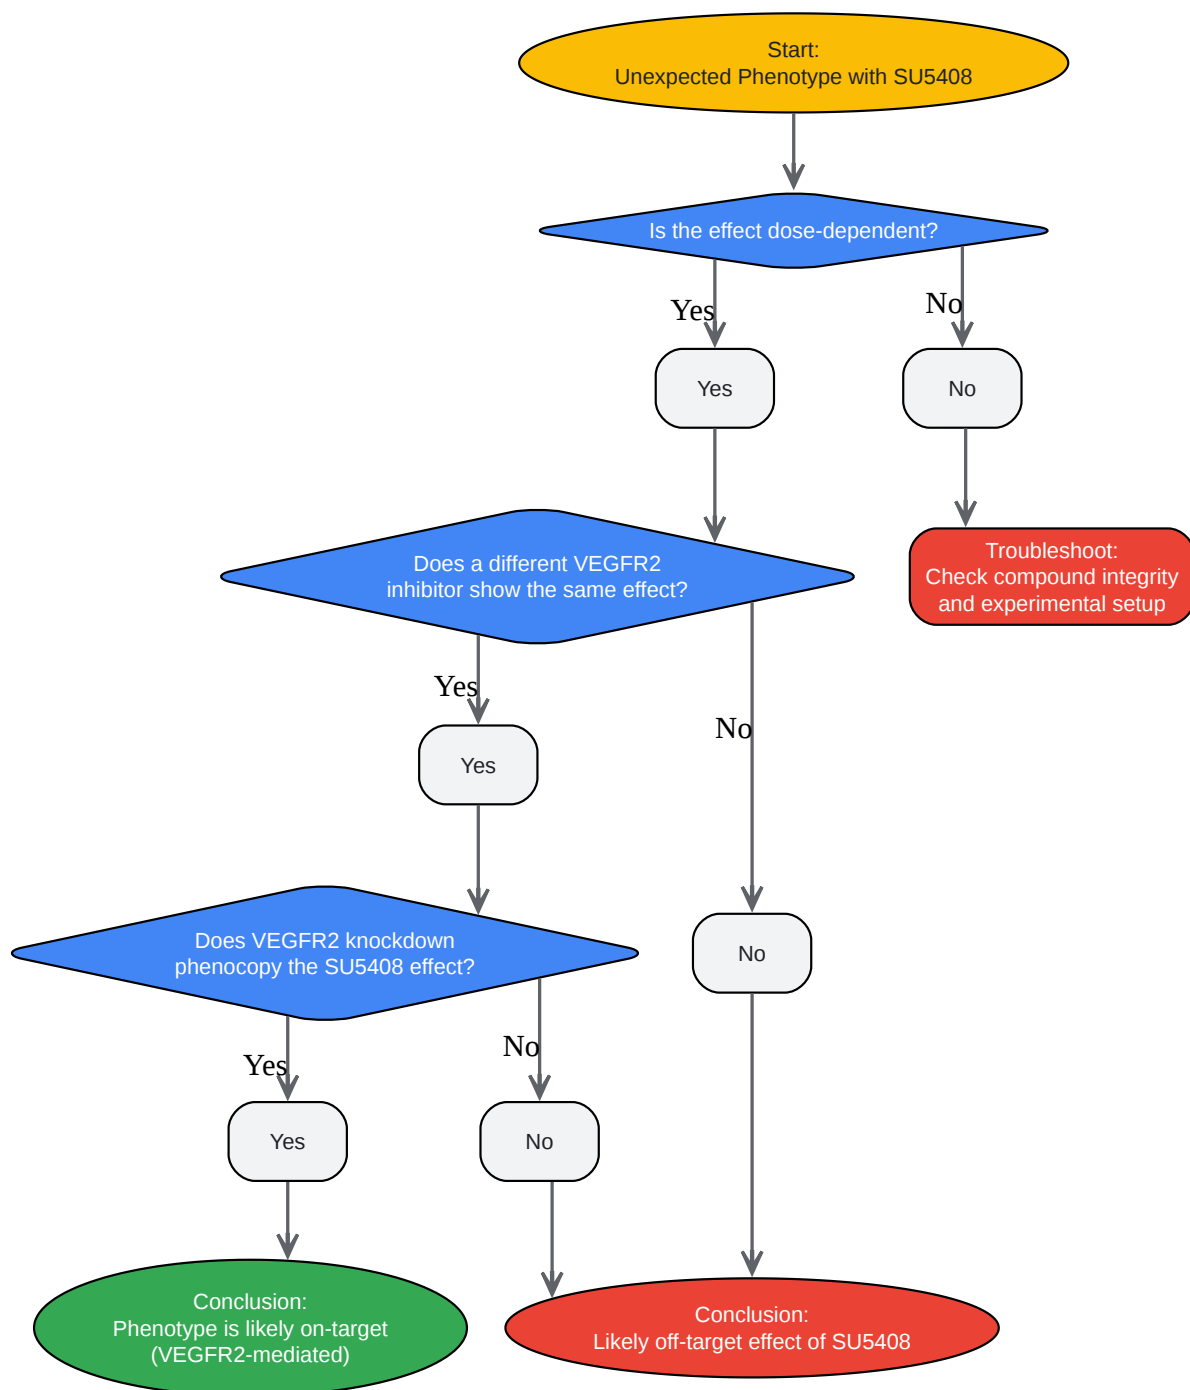 Start:
Unexpected Phenotype with SU5408
Is the effect dose-dependent?
Yes
No
Yes
No
Does a different VEGFR2
inhibitor show the same effect?
Troubleshoot:
Check compound integrity
and experimental setup
Yes
No
Yes
No
Does VEGFR2 knockdown
phenocopy the SU5408 effect?
Yes
No
Yes
No
Conclusion:
Phenotype is likely on-target
(VEGFR2-mediated)
Conclusion:
Likely off-target effect of SU5408